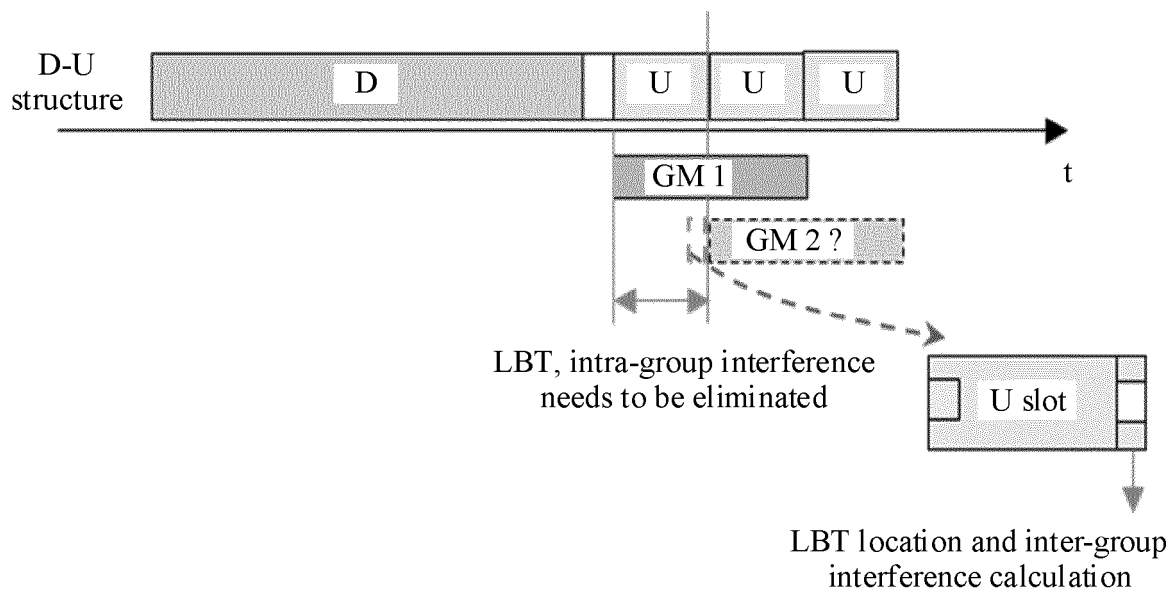 D-U
structure
D
U
U
U
t
GM 1
GM 2 ?
LBT, intra-group interference
needs to be eliminated
U slot
LBT location and inter-group
interference calculation